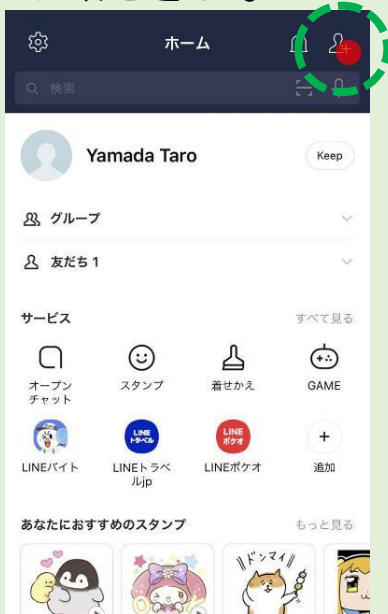 ホーム
検索
Yamada Taro
Keep
グループ
友だち 1
サービス
すべて見る
オープン
チャット
スタンプ
着せかえ
GAME
LINEバイト
LINE
トラベル
LINEトラベ
ルjp
LINE
ポケオ
LINEポケオ
追加
あなたにおすすめのスタンプ
もっと見る
ドンマイ